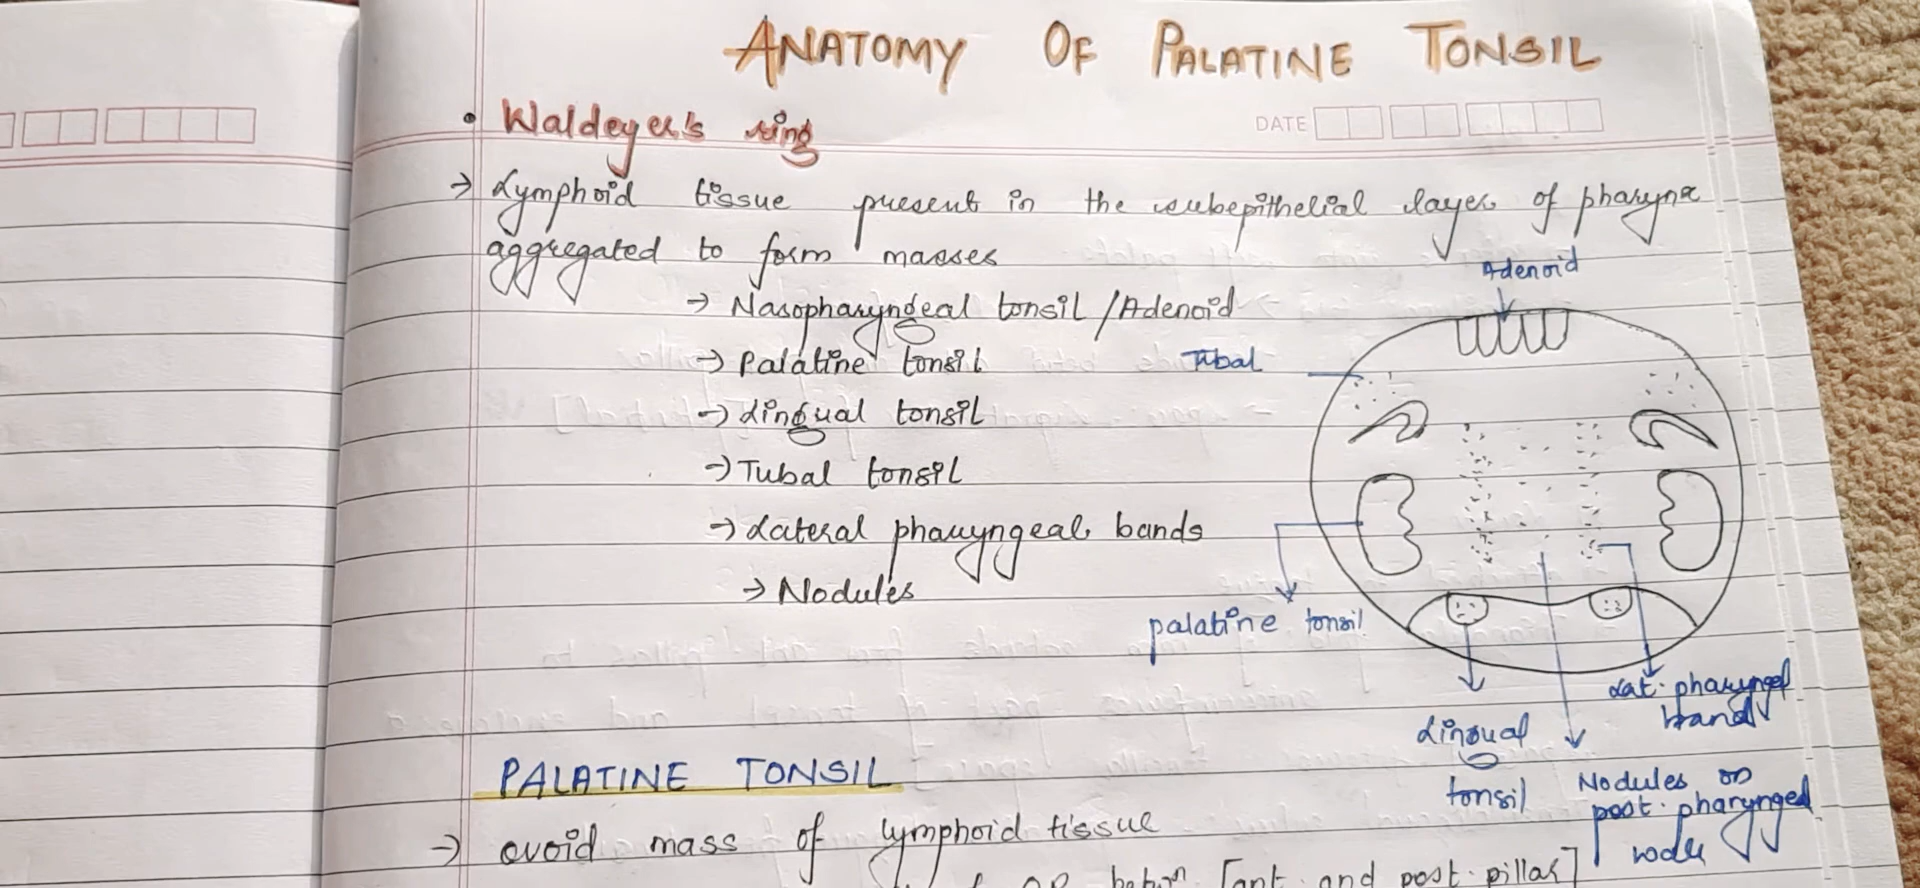 ANATOMY OF PALATINE TONSIL
DATE
• Waldeyer's ring
→ Lymphoid tissue present in the subepithelial layer of pharynx
aggregated to form masses
→ Nasopharyngeal tonsil / Adenoid
→ Palatine tonsil
→ Lingual tonsil
→ Tubal tonsil
→ Lateral pharyngeal bands
→ Nodules
Adenoid
Tubal
palatine tonsil
Lat. pharyngeal
band
Lingual
tonsil
Nodules on
post. pharyngeal
PALATINE TONSIL
→ ovoid mass of lymphoid tissue
[ant. and post. pillar]